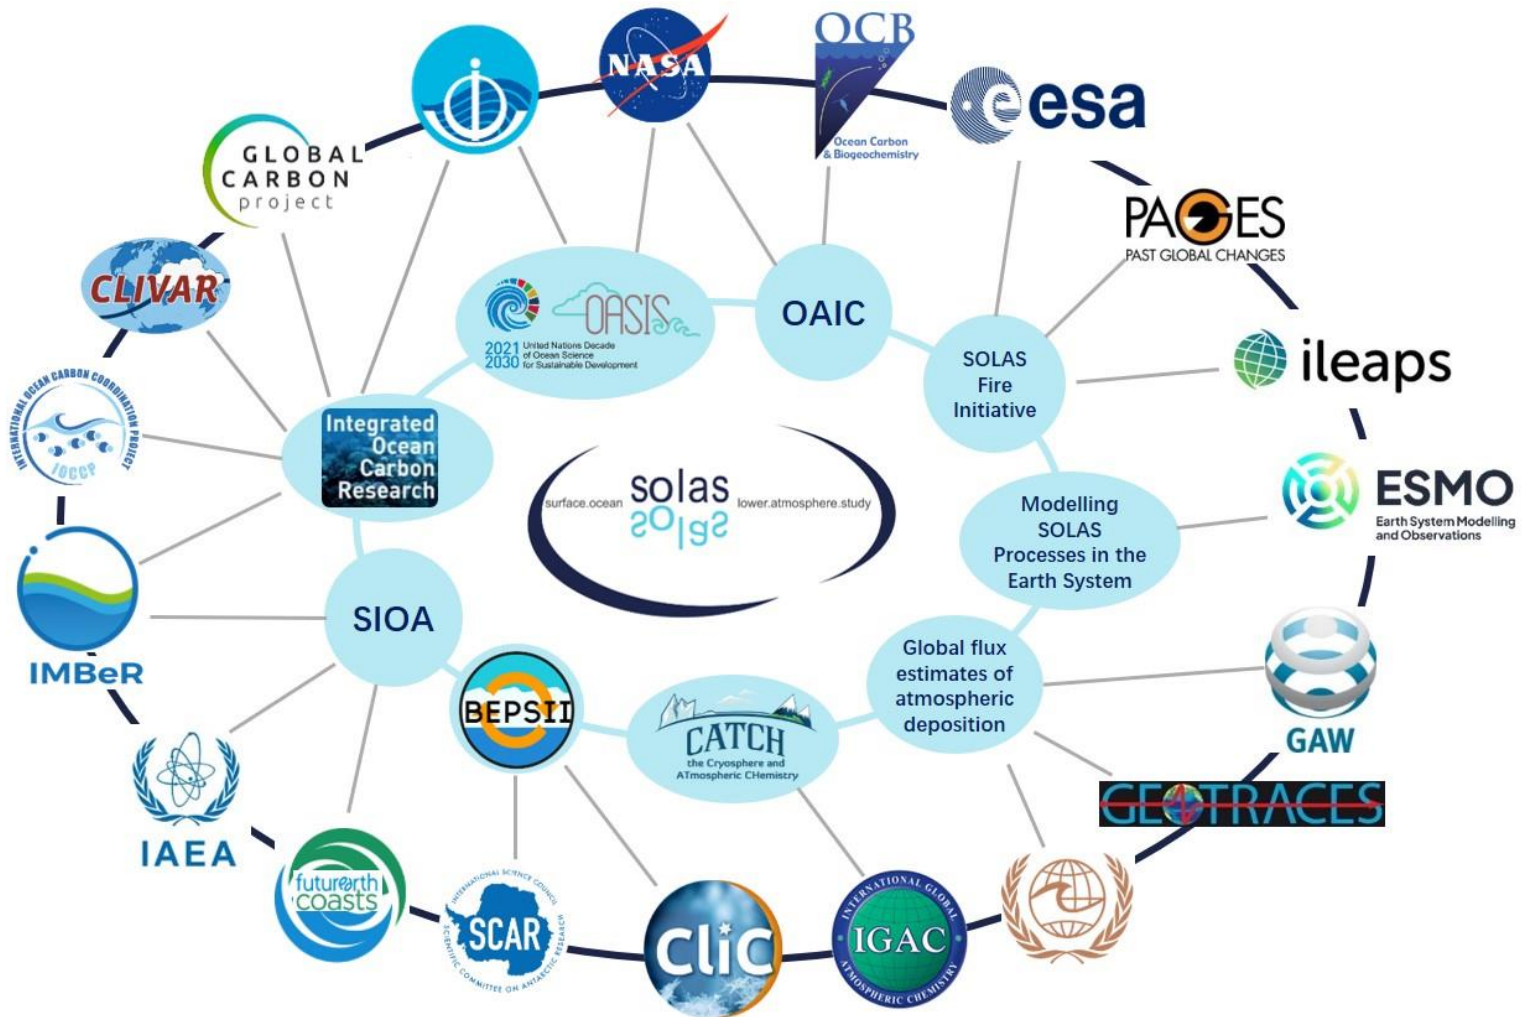 NASA
OCB
Ocean Carbon
& Biogeochemistry
esa
GLOBAL
CARBON
project
PAGES
PAST GLOBAL CHANGES
CLIVAR
2021
2030
United Nations Decade
of Ocean Science
for Sustainable Development
OASIS
OAIC
SOLAS
Fire
Initiative
ileaps
INTERNATIONAL OCEAN CARBON COORDINATION PROJECT
IOCCP
Integrated
Ocean
Carbon
Research
surface.ocean
solas
solas
lower.atmosphere.study
Modelling
SOLAS
Processes in the
Earth System
ESMO
Earth System Modelling
and Observations
IMBeR
SIOA
BEPSII
CATCH
the Cryosphere and
ATmospheric CHemistry
Global flux
estimates of
atmospheric
deposition
GAW
GEOTRACES
IAEA
futurearth
coasts
INTERNATIONAL SCIENCE COUNCIL
SCAR
SCIENTIFIC COMMITTEE ON ANTARCTIC RESEARCH
CliC
INTERNATIONAL GLOBAL
IGAC
ATMOSPHERIC CHEMISTRY